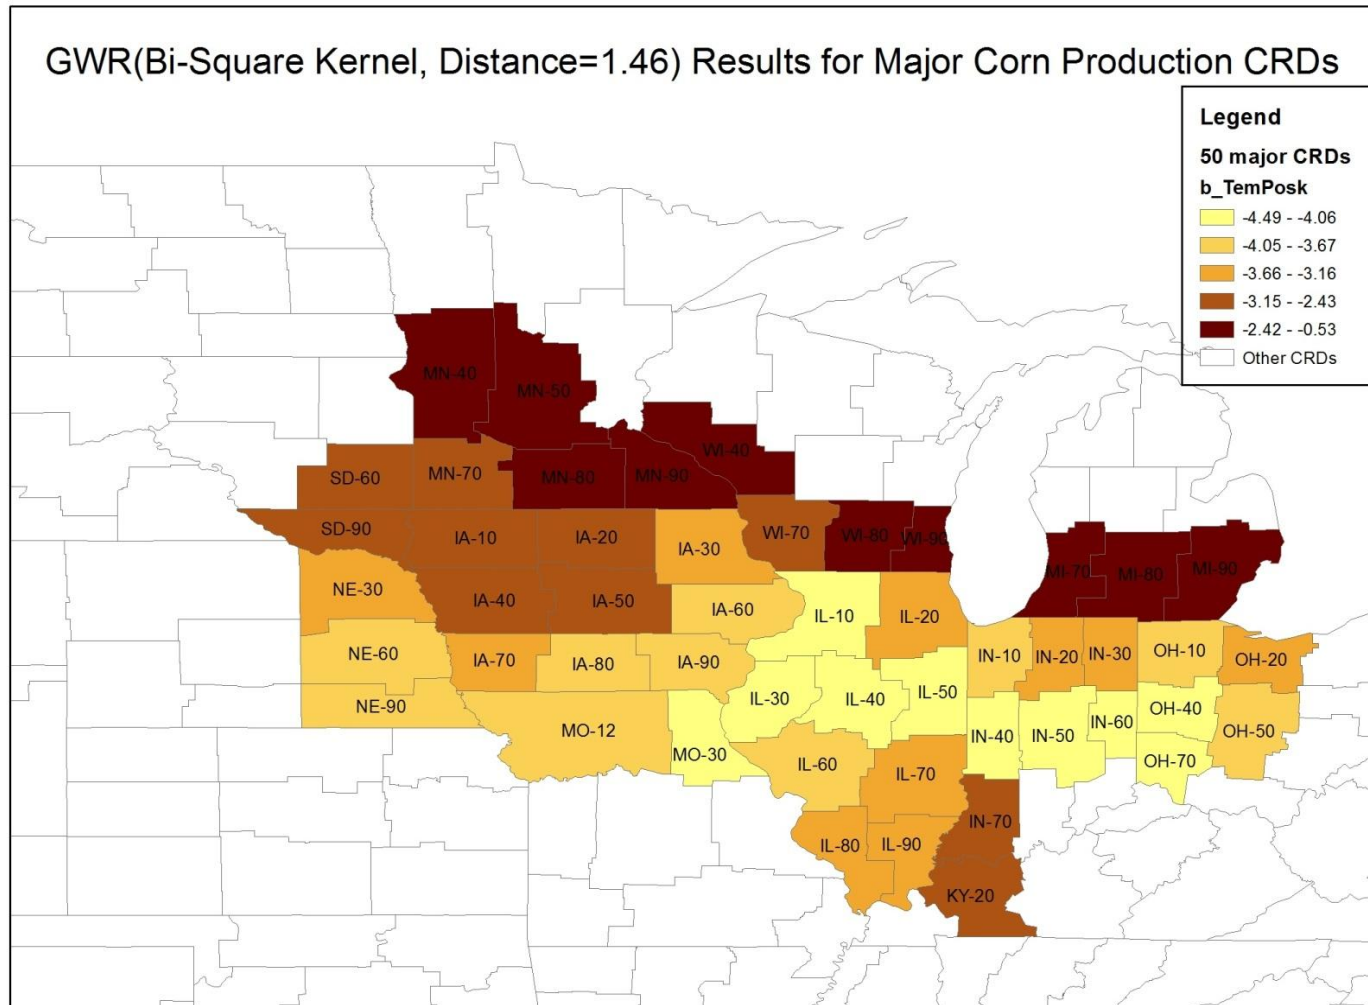 GWR(Bi-Square Kernel, Distance=1.46) Results for Major Corn Production CRDs
Legend
50 major CRDs
b_TemPosk
-4.49 - -4.06
-4.05 - -3.67
-3.66 - -3.16
-3.15 - -2.43
-2.42 - -0.53
Other CRDs
MN-40
MN-50
WI-40
SD-60
MN-70
MN-80
MN-90
SD-90
IA-10
IA-20
IA-30
WI-70
WI-80
WI-90
MI-70
MI-80
MI-90
NE-30
IA-40
IA-50
IA-60
IL-10
IL-20
NE-60
IA-70
IA-80
IA-90
IN-10
IN-20
IN-30
OH-10
OH-20
NE-90
MO-12
MO-30
IL-30
IL-40
IL-50
IN-40
IN-50
IN-60
OH-40
OH-50
OH-70
IL-60
IL-70
IL-80
IL-90
IN-70
KY-20